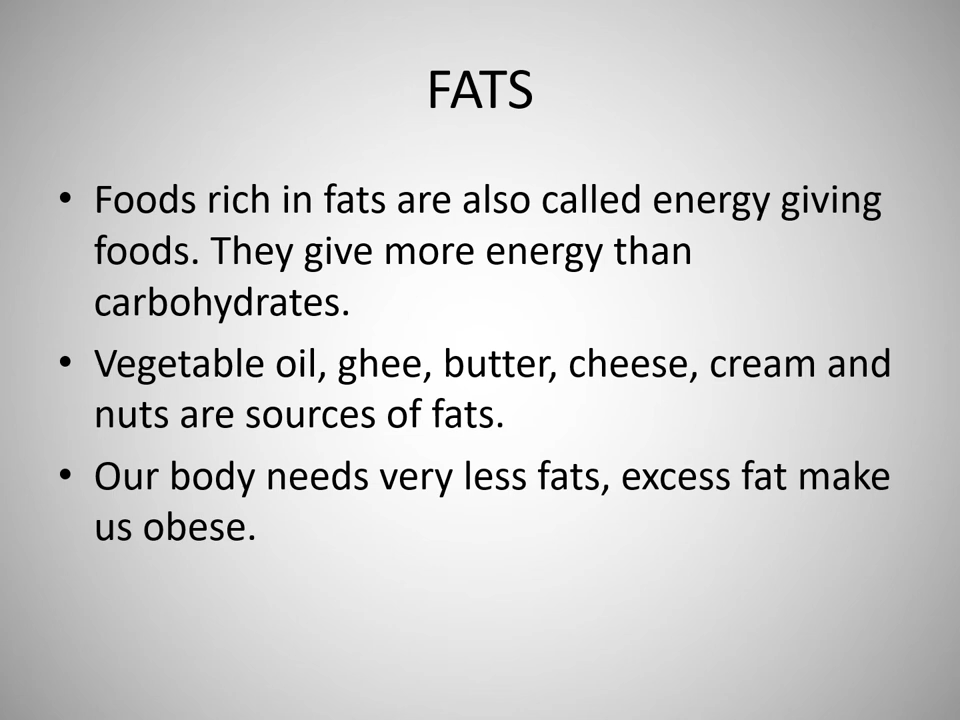 FATS
• Foods rich in fats are also called energy giving
foods. They give more energy than
carbohydrates.
• Vegetable oil, ghee, butter, cheese, cream and
nuts are sources of fats.
• Our body needs very less fats, excess fat make
us obese.